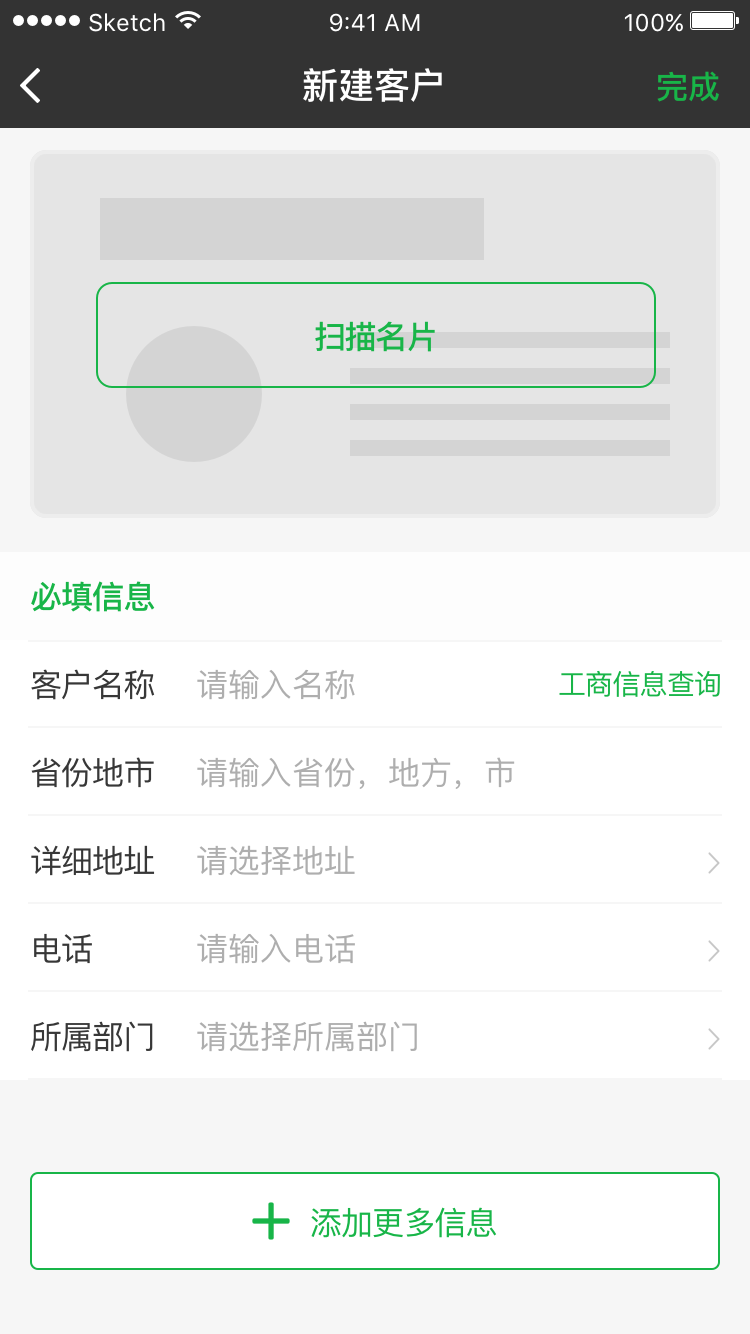 Sketch 9:41 AM 100%
新建客户 完成
扫描名片
必填信息
客户名称 请输入名称 工商信息查询
省份地市 请输入省份，地方，市
详细地址 请选择地址
电话 请输入电话
所属部门 请选择所属部门
添加更多信息